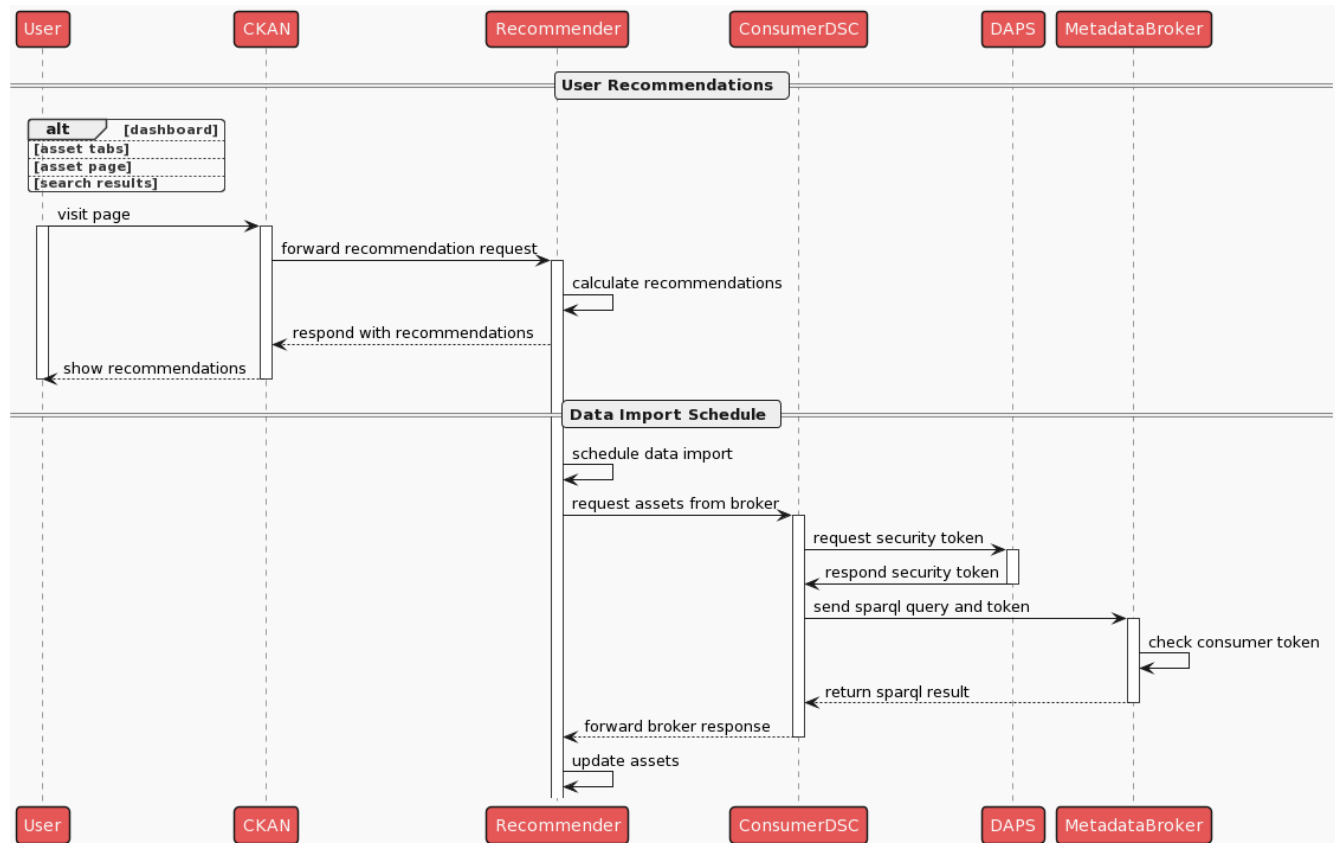 User CKAN Recommender ConsumerDSC DAPS MetadataBroker
User Recommendations
alt [dashboard]
[asset tabs]
[asset page]
[search results]
visit page
forward recommendation request
calculate recommendations
respond with recommendations
show recommendations
Data Import Schedule
schedule data import
request assets from broker
request security token
respond security token
send sparql query and token
check consumer token
return sparql result
forward broker response
update assets
User CKAN Recommender ConsumerDSC DAPS MetadataBroker